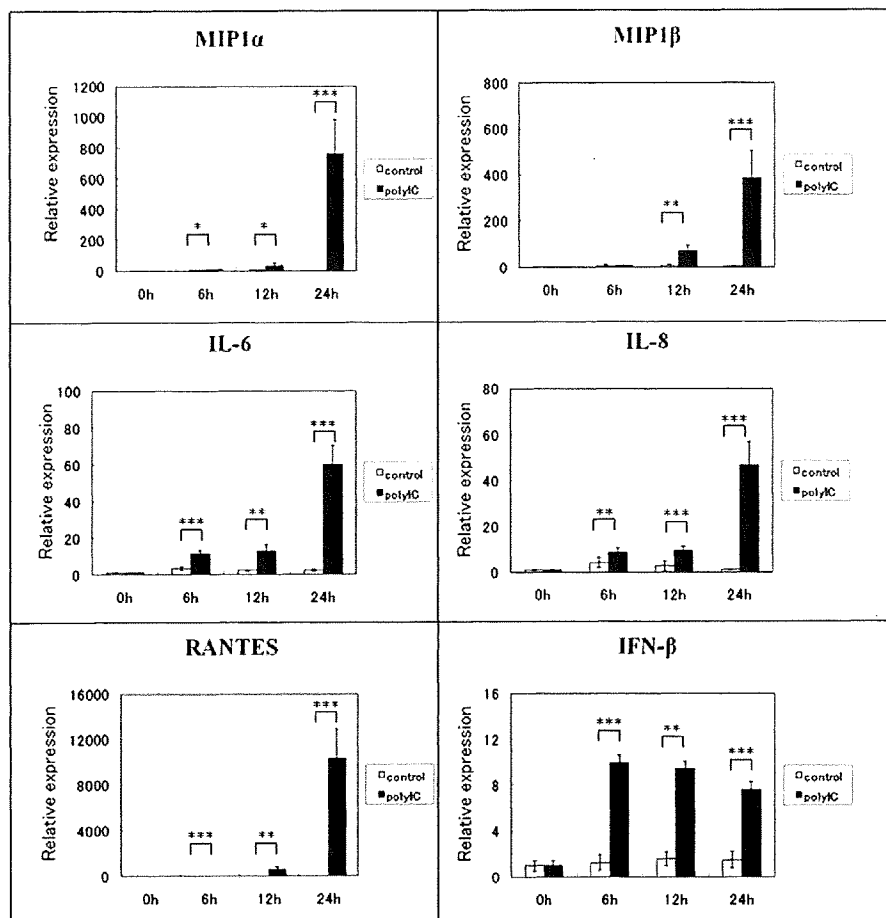 MIP1α
Relative expression
1200
1000
800
600
400
200
0
*
*
***
0h 6h 12h 24h
control
polyIC
MIP1β
Relative expression
800
600
400
200
0
**
***
0h 6h 12h 24h
control
polyIC
IL-6
Relative expression
100
80
60
40
20
0
***
**
***
0h 6h 12h 24h
control
polyIC
IL-8
Relative expression
80
60
40
20
0
**
***
***
0h 6h 12h 24h
control
polyIC
RANTES
Relative expression
16000
12000
8000
4000
0
***
**
***
0h 6h 12h 24h
control
polyIC
IFN-β
Relative expression
16
12
8
4
0
***
**
***
0h 6h 12h 24h
control
polyIC